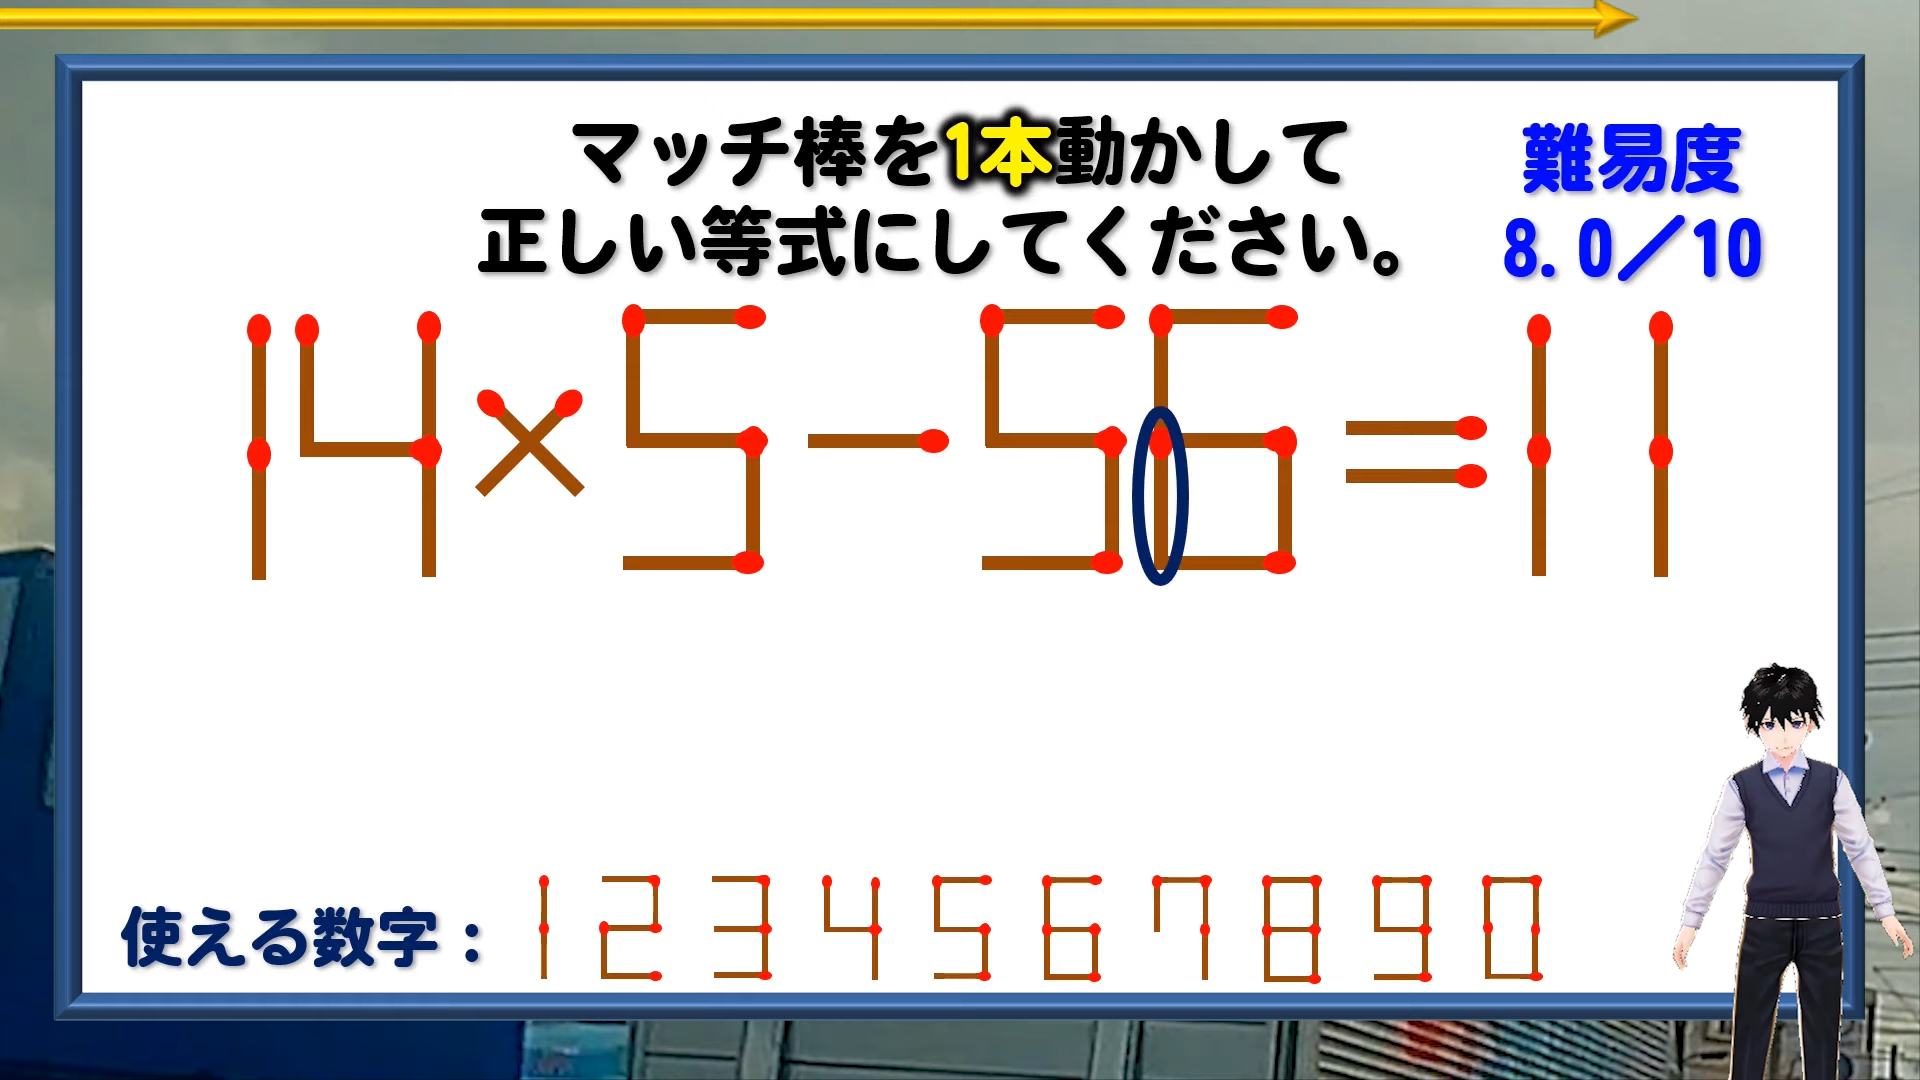 マッチ棒を1本動かして
正しい等式にしてください。
難易度
8.0／10
14×5－56＝11
使える数字：1234567890